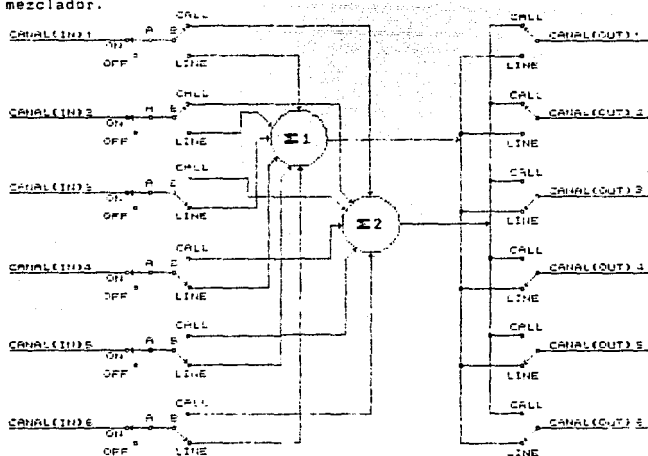 mezclador.
CALL
CANAL(IN)1 ON A B
OFF
LINE
CALL
CANAL(IN)2 ON A B
OFF
LINE
CALL
CANAL(IN)3 ON A B
OFF
LINE
CALL
CANAL(IN)4 ON A B
OFF
LINE
CALL
CANAL(IN)5 ON A B
OFF
LINE
CALL
CANAL(IN)6 ON A B
OFF
LINE
Σ1
Σ2
CALL
CANAL(OUT)1
LINE
CALL
CANAL(OUT)2
LINE
CALL
CANAL(OUT)3
LINE
CALL
CANAL(OUT)4
LINE
CALL
CANAL(OUT)5
LINE
CALL
CANAL(OUT)6
LINE